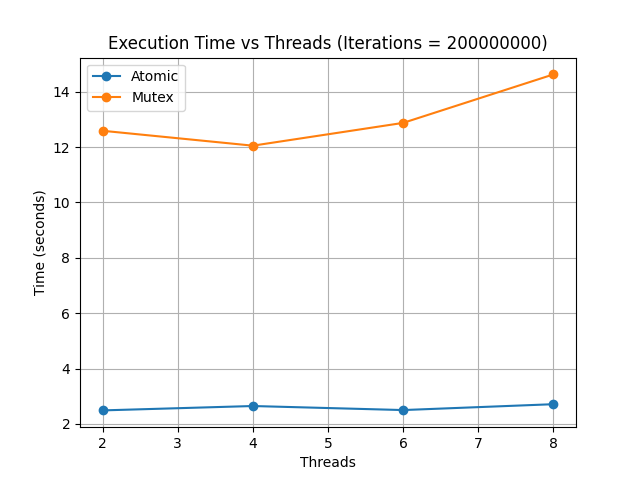 Execution Time vs Threads (Iterations = 200000000)
Atomic
Mutex
14
12
10
8
6
4
2
Time (seconds)
2 3 4 5 6 7 8
Threads